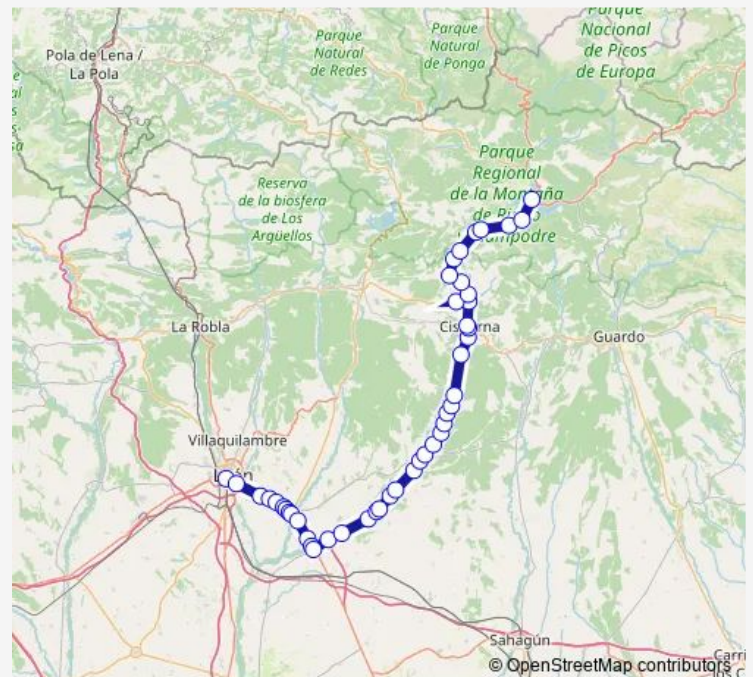 Parque
Nacional
de Picos
de Europa
Parque
Natural
de Redes
Parque
Natural
de Ponga
Pola de Lena /
La Pola
Parque
Regional
de la Montaña
de
Reserva
de la biosfera
de Los
Argüellos
La Robla
Guardo
Villaquilambre
Sahagún
© OpenStreetMap contributors